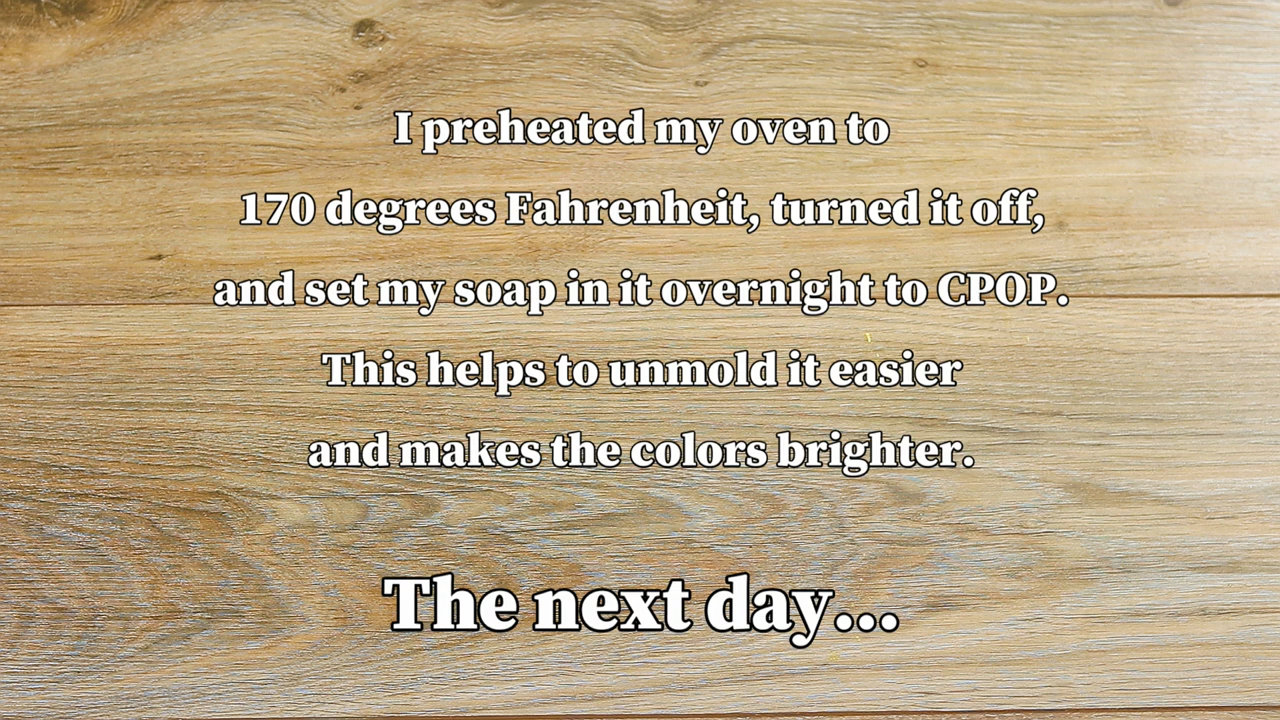 I preheated my oven to
170 degrees Fahrenheit, turned it off,
and set my soap in it overnight to CPOP.
This helps to unmold it easier
and makes the colors brighter.
The next day...